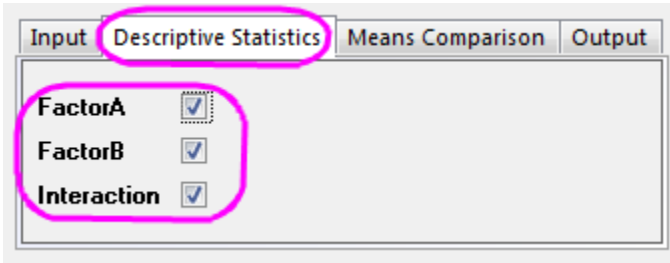 Input Descriptive Statistics Means Comparison Output
FactorA
FactorB
Interaction